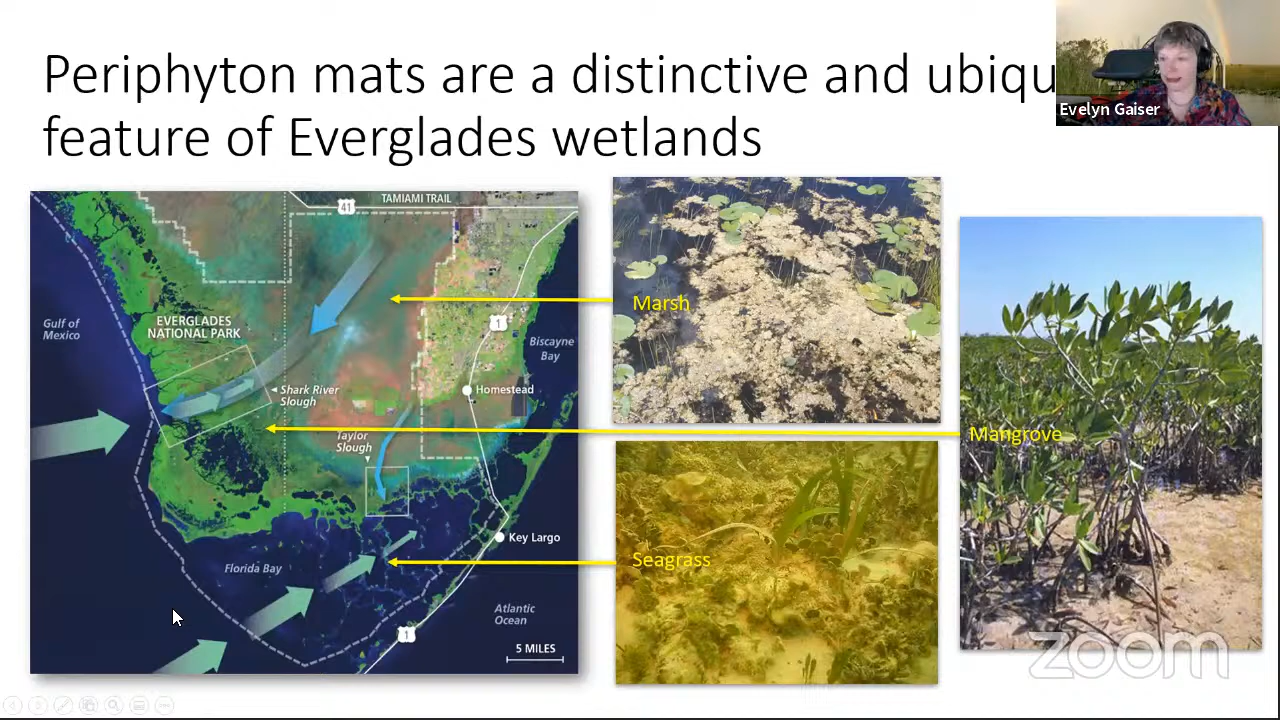 Periphyton mats are a distinctive and ubiqu
feature of Everglades wetlands
Evelyn Gaiser
TAMIAMI TRAIL
41
Gulf of
Mexico
EVERGLADES
NATIONAL PARK
1
Biscayne
Bay
Shark River
Slough
Homestead
Taylor
Slough
Key Largo
Florida Bay
Atlantic
Ocean
1
5 MILES
Marsh
Mangrove
Seagrass
zoom